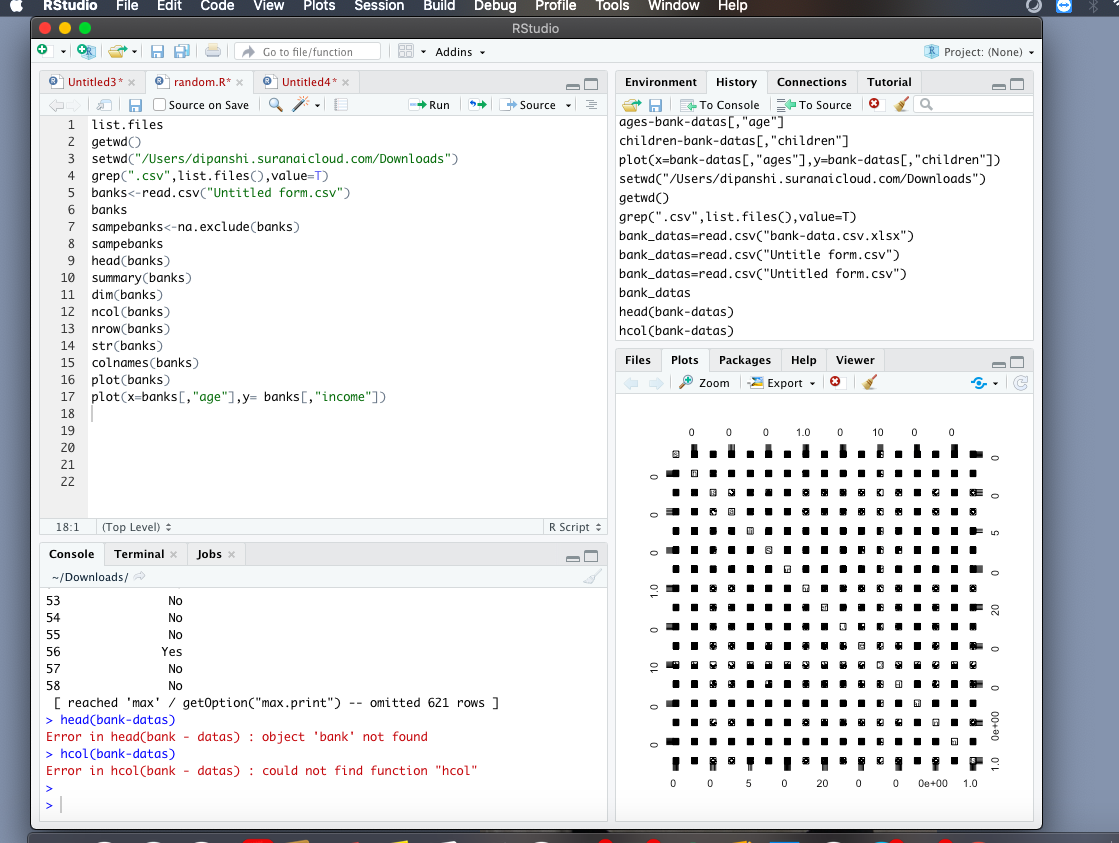 RStudio File Edit Code View Plots Session Build Debug Profile Tools Window Help
RStudio
Go to file/function Addins Project: (None)
Untitled3* random.R* Untitled4*
Source on Save Run Source
1 list.files
2 getwd()
3 setwd("/Users/dipanshi.suranaicloud.com/Downloads")
4 grep(".csv",list.files(),value=T)
5 banks<-read.csv("Untitled form.csv")
6 banks
7 sampebanks<-na.exclude(banks)
8 sampebanks
9 head(banks)
10 summary(banks)
11 dim(banks)
12 ncol(banks)
13 nrow(banks)
14 str(banks)
15 colnames(banks)
16 plot(banks)
17 plot(x=banks[,"age"],y= banks[,"income"])
18
19
20
21
22
18:1 (Top Level) R Script
Console Terminal Jobs
~/Downloads/
53 No
54 No
55 No
56 Yes
57 No
58 No
[ reached 'max' / getOption("max.print") -- omitted 621 rows ]
> head(bank-datas)
Error in head(bank - datas) : object 'bank' not found
> hcol(bank-datas)
Error in hcol(bank - datas) : could not find function "hcol"
>
>
Environment History Connections Tutorial
To Console To Source
ages-bank-datas[,"age"]
children-bank-datas[,"children"]
plot(x=bank-datas[,"ages"],y=bank-datas[,"children"])
setwd("/Users/dipanshi.suranaicloud.com/Downloads")
getwd()
grep(".csv",list.files(),value=T)
bank_datas=read.csv("bank-data.csv.xlsx")
bank_datas=read.csv("Untitle form.csv")
bank_datas=read.csv("Untitled form.csv")
bank_datas
head(bank-datas)
hcol(bank-datas)
Files Plots Packages Help Viewer
Zoom Export
0 0 0 1.0 0 10 0 0
0
0
0
1.0
0
10
0
0
0
0
5
0
20
0
0
0e+00
1.0
0 0 5 0 20 0 0 0e+00 1.0